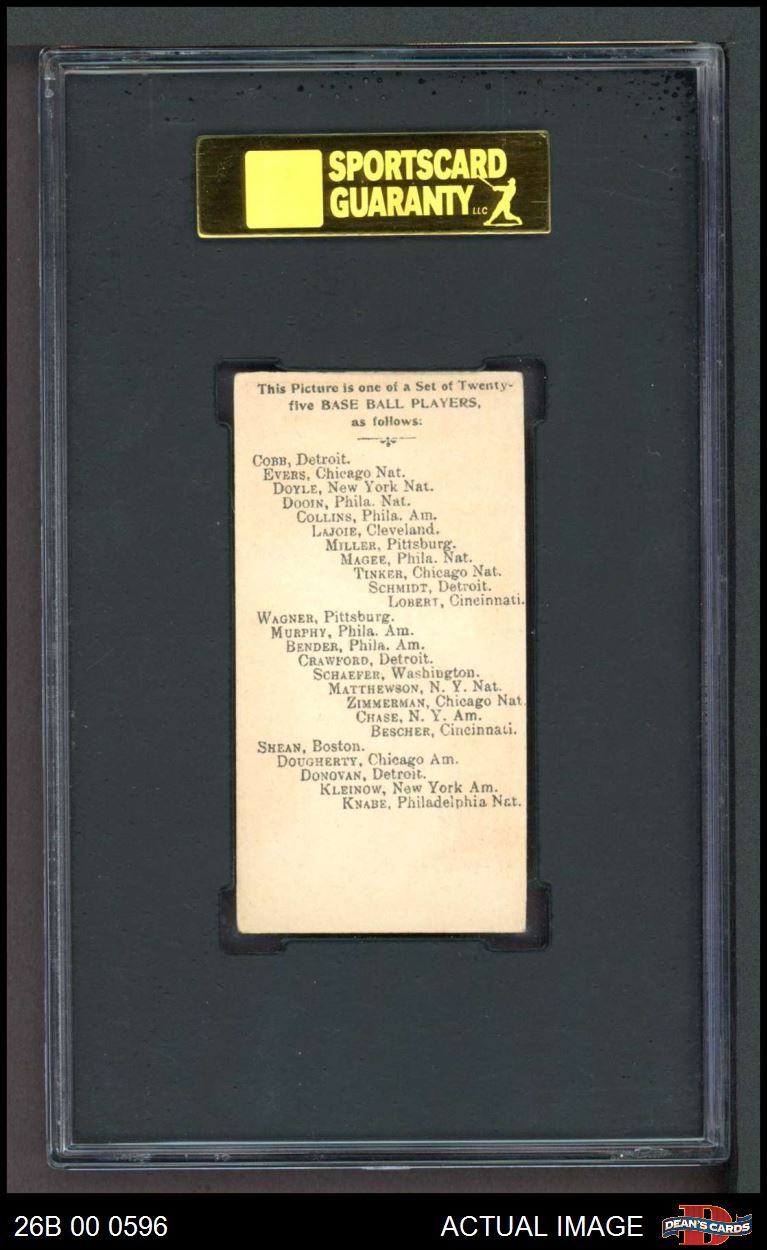 SPORTSCARD
GUARANTY LLC
This Picture is one of a Set of Twenty-
five BASE BALL PLAYERS,
as follows:
COBB, Detroit.
EVERS, Chicago Nat.
DOYLE, New York Nat.
DOOIN, Phila. Nat.
COLLINS, Phila. Am.
LAJOIE, Cleveland.
MILLER, Pittsburg.
MAGEE, Phila. Nat.
TINKER, Chicago Nat.
SCHMIDT, Detroit.
LOBERT, Cincinnati.
WAGNER, Pittsburg.
MURPHY, Phila. Am.
BENDER, Phila. Am.
CRAWFORD, Detroit.
SCHAEFER, Washington.
MATTHEWSON, N. Y. Nat.
ZIMMERMAN, Chicago Nat.
CHASE, N. Y. Am.
BESCHER, Cincinnati.
SHEAN, Boston.
DOUGHERTY, Chicago Am.
DONOVAN, Detroit.
KLEINOW, New York Am.
KNABE, Philadelphia Nat.
26B 00 0596
ACTUAL IMAGE
DEAN'S CARDS